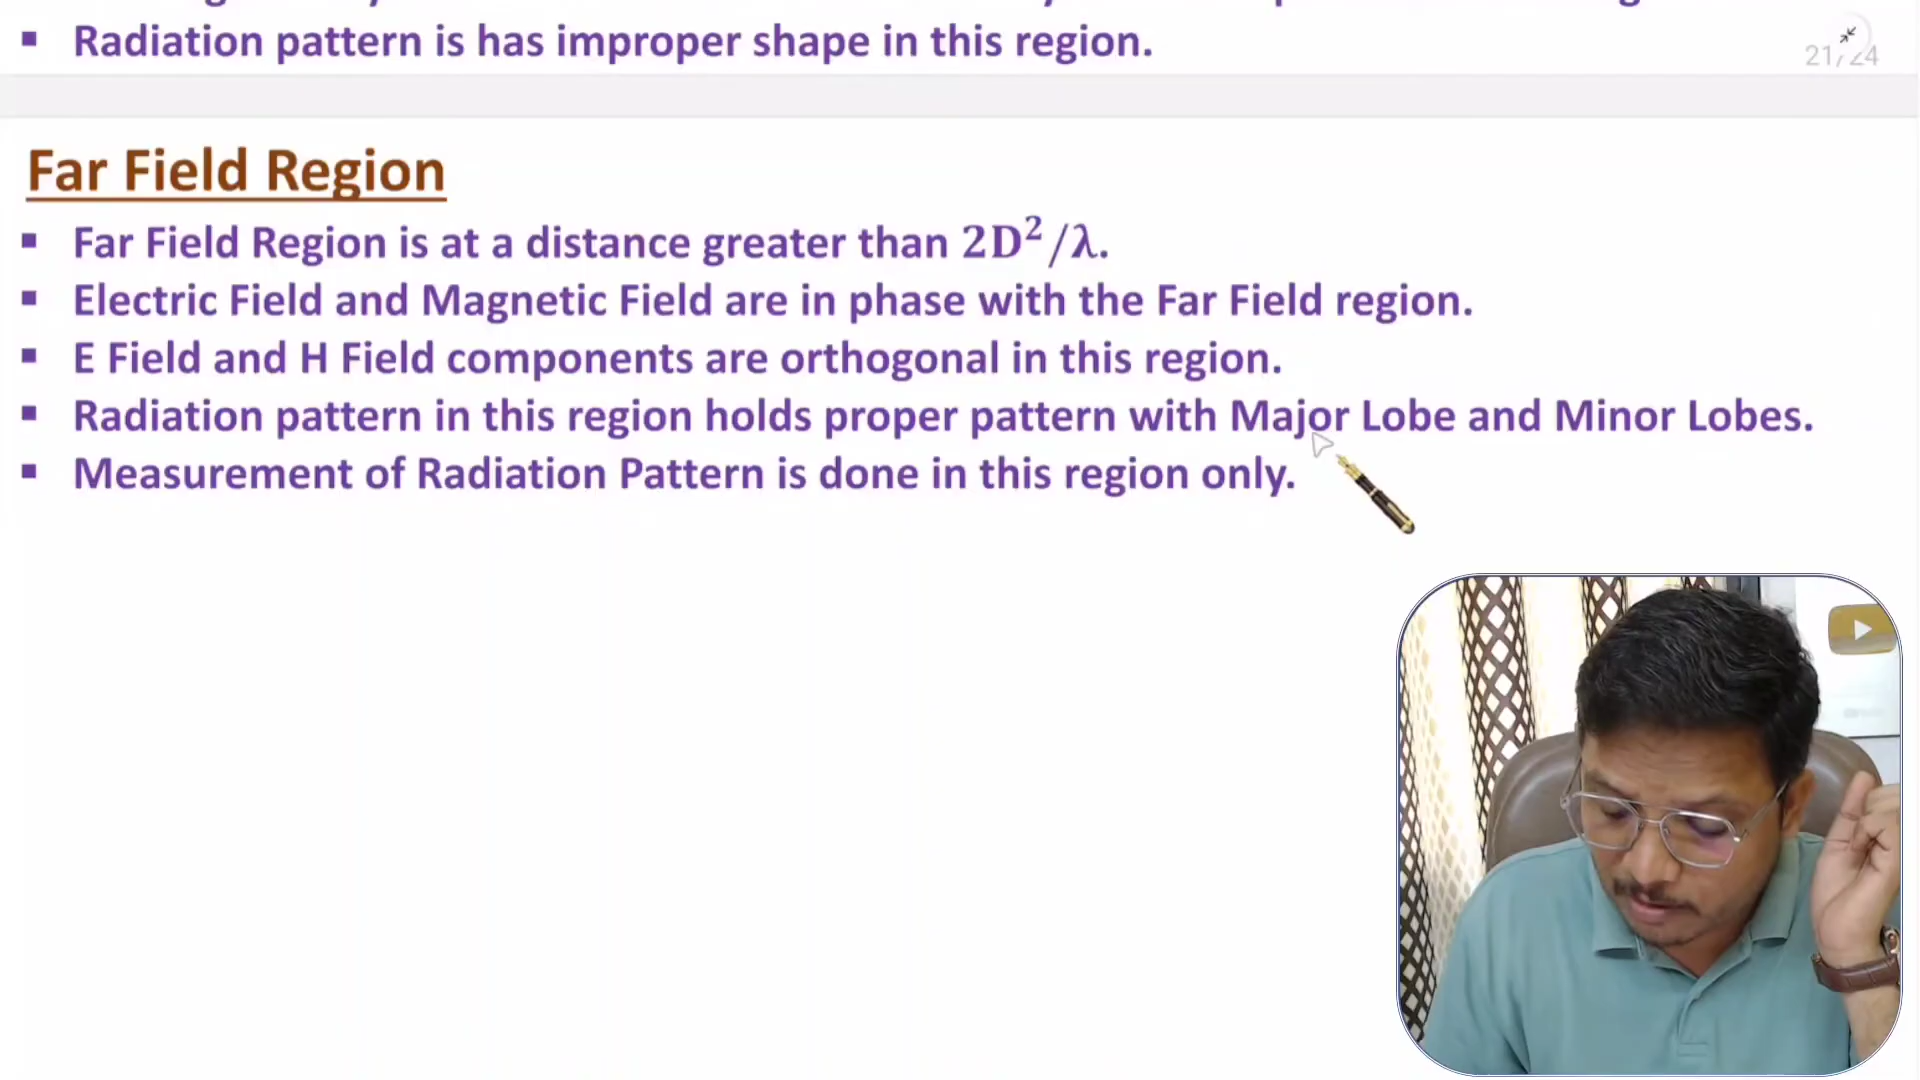 ▪ Radiation pattern is has improper shape in this region.
21/24
Far Field Region
▪ Far Field Region is at a distance greater than 2D²/λ.
▪ Electric Field and Magnetic Field are in phase with the Far Field region.
▪ E Field and H Field components are orthogonal in this region.
▪ Radiation pattern in this region holds proper pattern with Major Lobe and Minor Lobes.
▪ Measurement of Radiation Pattern is done in this region only.